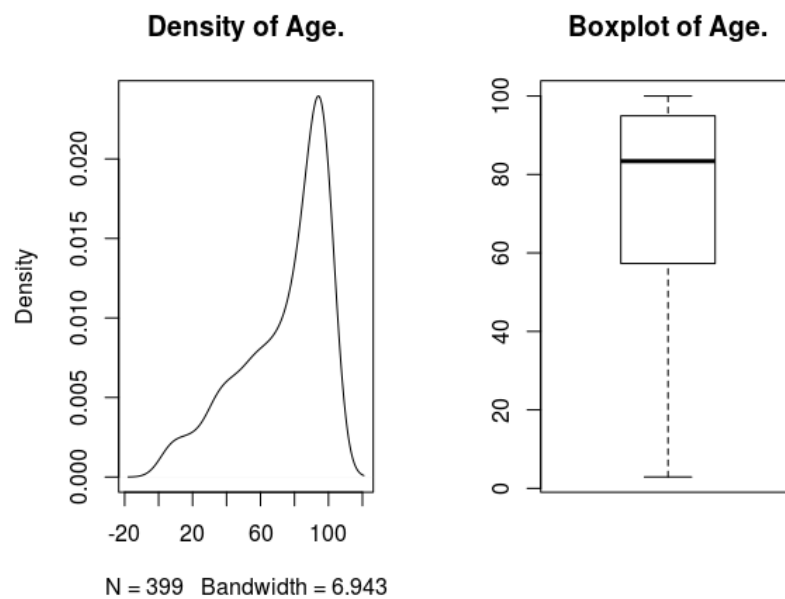 Density of Age.
Density
0.000 0.005 0.010 0.015 0.020
-20 20 60 100
N = 399 Bandwidth = 6.943
Boxplot of Age.
0 20 40 60 80 100